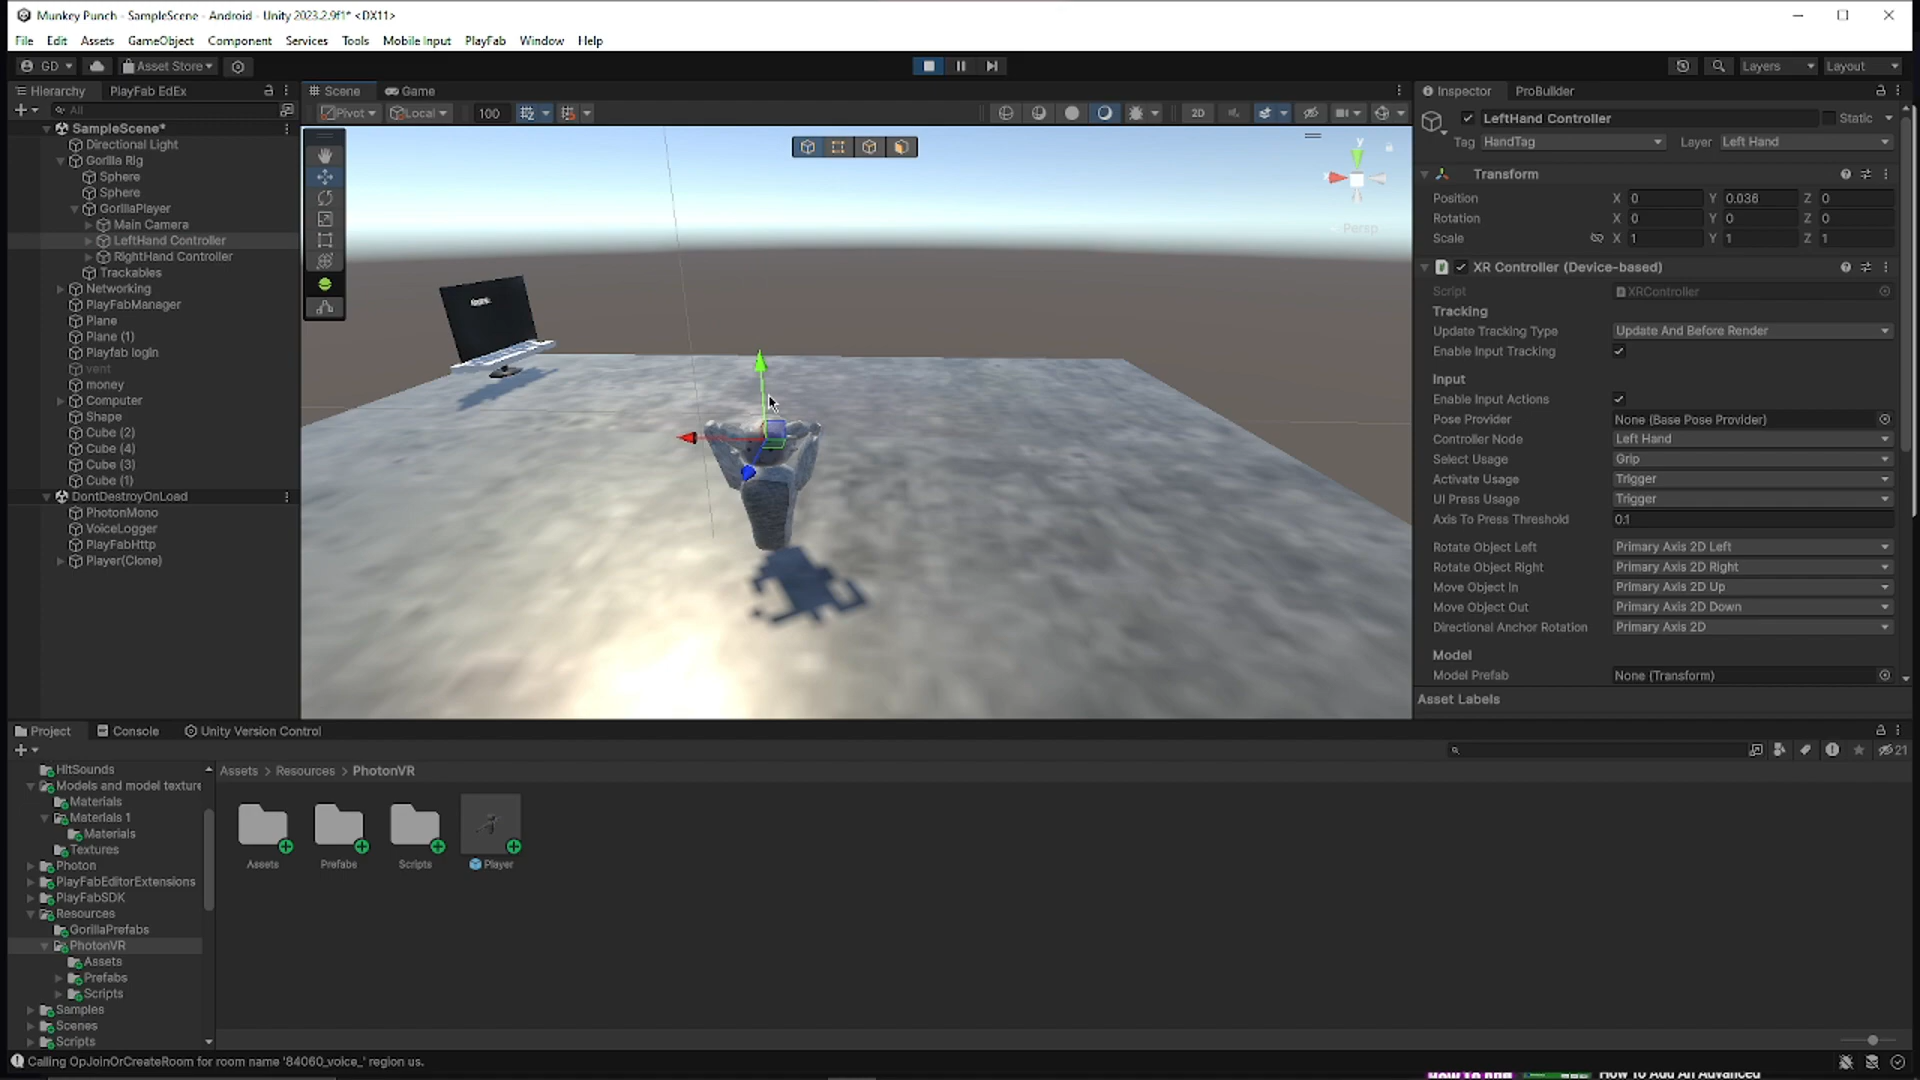 Munkey Punch - SampleScene - Android - Unity 2023.2.9f1* <DX11>
File Edit Assets GameObject Component Services Tools Mobile Input PlayFab Window Help
GD Asset Store Layers Layout
Hierarchy PlayFab EdEx Scene Game Inspector ProBuilder
All Pivot Local 100 2D
LeftHand Controller Static
Tag HandTag Layer Left Hand
SampleScene*
Directional Light
Gorilla Rig
Sphere
Sphere
GorillaPlayer
Main Camera
LeftHand Controller
RightHand Controller
Trackables
Networking
PlayFabManager
Plane
Plane (1)
Playfab login
vent
money
Computer
Shape
Cube (2)
Cube (4)
Cube (3)
Cube (1)
DontDestroyOnLoad
PhotonMono
VoiceLogger
PlayFabHttp
Player(Clone)
y
Persp
Transform
Position X 0 Y 0.036 Z 0
Rotation X 0 Y 0 Z 0
Scale X 1 Y 1 Z 1
XR Controller (Device-based)
Script XRController
Tracking
Update Tracking Type Update And Before Render
Enable Input Tracking
Input
Enable Input Actions
Pose Provider None (Base Pose Provider)
Controller Node Left Hand
Select Usage Grip
Activate Usage Trigger
UI Press Usage Trigger
Axis To Press Threshold 0.1
Rotate Object Left Primary Axis 2D Left
Rotate Object Right Primary Axis 2D Right
Move Object In Primary Axis 2D Up
Move Object Out Primary Axis 2D Down
Directional Anchor Rotation Primary Axis 2D
Model
Model Prefab None (Transform)
Asset Labels
Project Console Unity Version Control
21
HitSounds
Models and model texture
Materials
Materials 1
Materials
Textures
Photon
PlayFabEditorExtensions
PlayFabSDK
Resources
GorillaPrefabs
PhotonVR
Assets
Prefabs
Scripts
Samples
Scenes
Scripts
Assets > Resources > PhotonVR
Assets Prefabs Scripts Player
Calling OpJoinOrCreateRoom for room name '84060_voice_' region us.
How To Add An Advanced